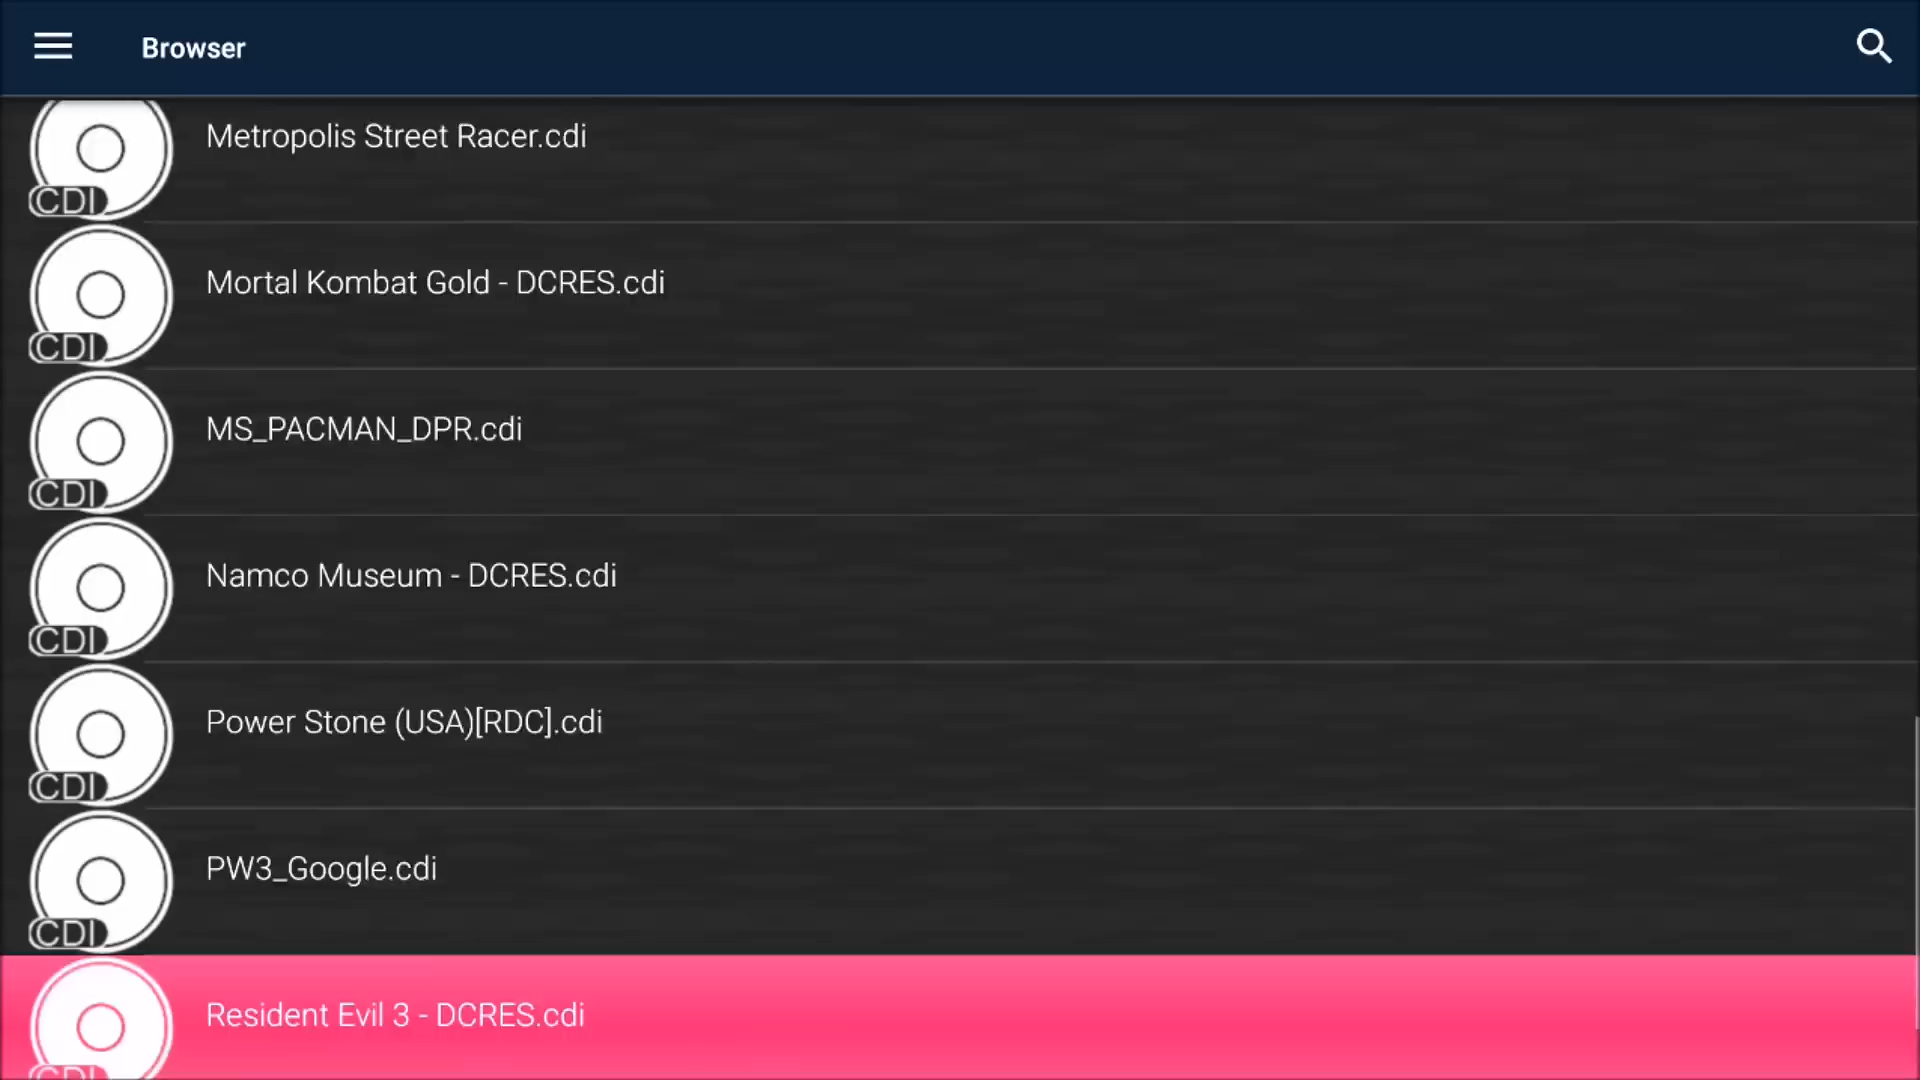 Browser
Metropolis Street Racer.cdi
CDI
Mortal Kombat Gold - DCRES.cdi
CDI
MS_PACMAN_DPR.cdi
CDI
Namco Museum - DCRES.cdi
CDI
Power Stone (USA)[RDC].cdi
CDI
PW3_Google.cdi
CDI
Resident Evil 3 - DCRES.cdi
CDI